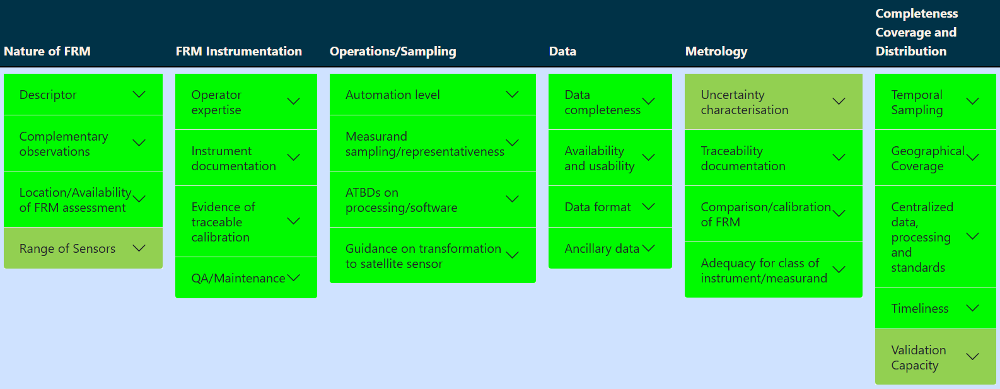 Nature of FRM
FRM Instrumentation
Operations/Sampling
Data
Metrology
Completeness
Coverage and
Distribution
Descriptor
Complementary
observations
Location/Availability
of FRM assessment
Range of Sensors
Operator
expertise
Instrument
documentation
Evidence of
traceable
calibration
QA/Maintenance
Automation level
Measurand
sampling/representativeness
ATBDs on
processing/software
Guidance on transformation
to satellite sensor
Data
completeness
Availability
and usability
Data format
Ancillary data
Uncertainty
characterisation
Traceability
documentation
Comparison/calibration
of FRM
Adequacy for class of
instrument/measurand
Temporal
Sampling
Geographical
Coverage
Centralized
data,
processing
and
standards
Timeliness
Validation
Capacity